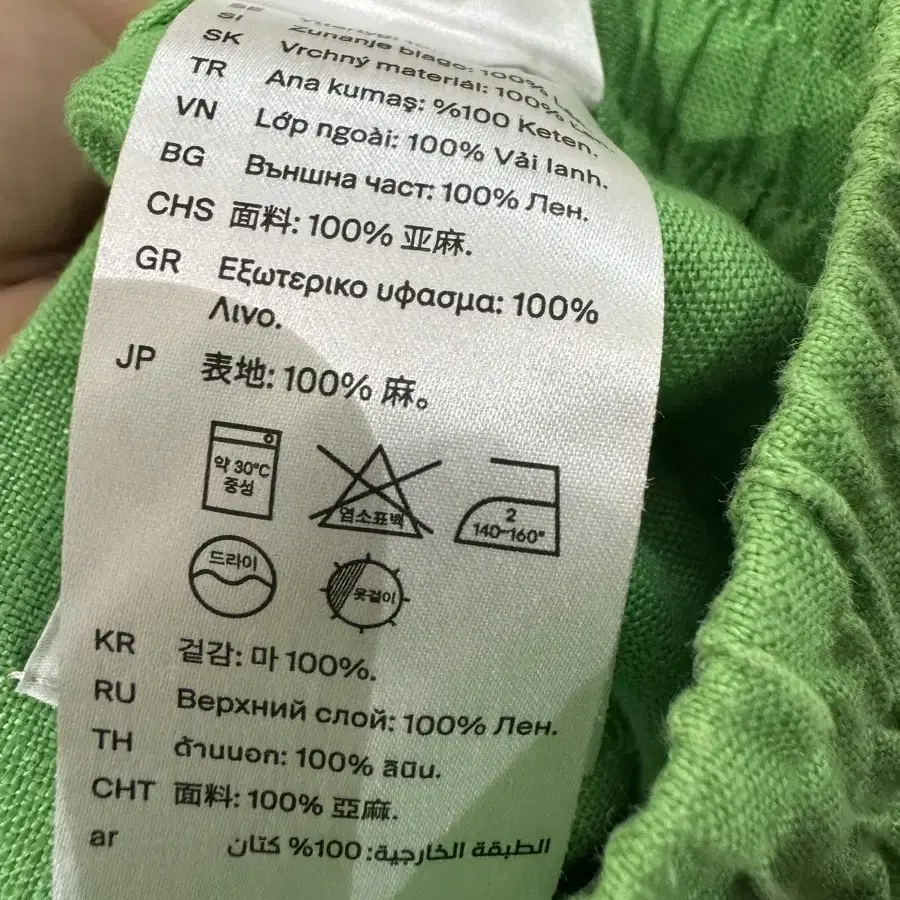 SI Zunanje blago: 100%
SK Vrchný materiál: 100%
TR Ana kumaş: %100 Keten.
VN Lớp ngoài: 100% Vải lanh.
BG Външна част: 100% Лен.
CHS 面料: 100% 亚麻.
GR Εξωτερικο υφασμα: 100%
Λινο.
JP 表地: 100% 麻。
약 30°C
중성
염소표백
2
140-160°
드라이
옷걸이
KR 겉감: 마 100%.
RU Верхний слой: 100% Лен.
TH ด้านนอก: 100% ลินิน.
CHT 面料: 100% 亞麻.
ar الطبقة الخارجية: 100% كتان